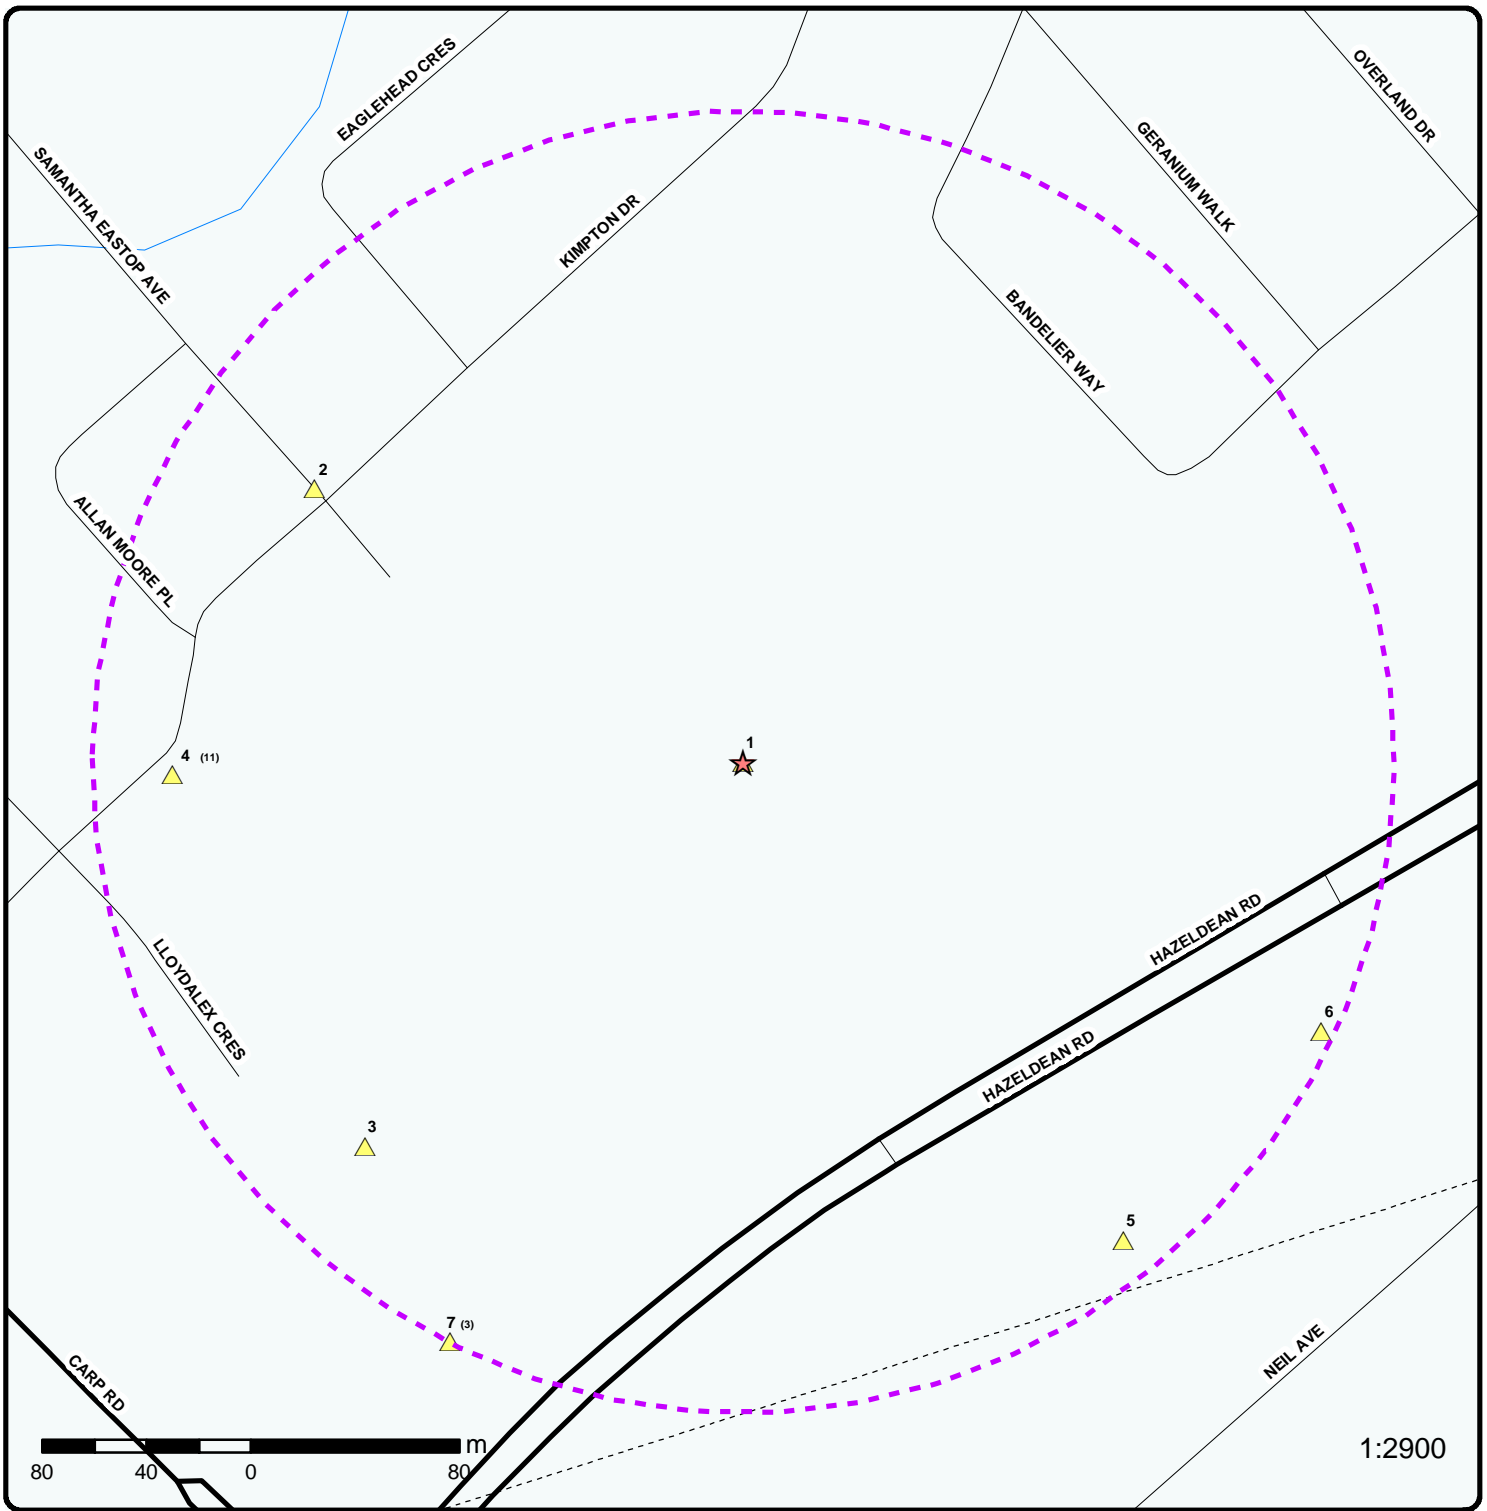 EAGLEHEAD CRES
OVERLAND DR
SAMANTHA EASTOP AVE
GERANIUM WALK
KIMPTON DR
BANDELIER WAY
2
ALLAN MOORE PL
1
4 (11)
HAZELDEAN RD
LLOYDALEX CRES
6
HAZELDEAN RD
3
5
7 (3)
NEIL AVE
CARP RD
m
1:2900
80 40 0 80